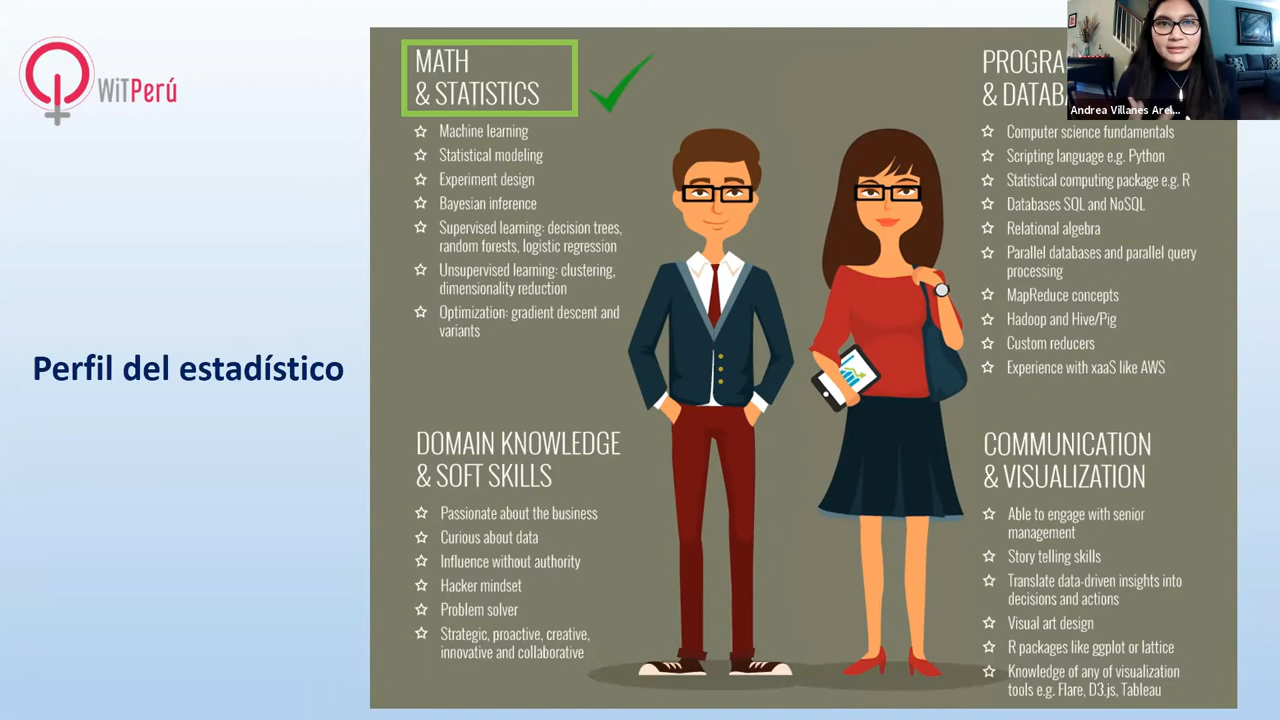 WiTPerú
Perfil del estadístico
MATH
& STATISTICS
Machine learning
Statistical modeling
Experiment design
Bayesian inference
Supervised learning: decision trees,
random forests, logistic regression
Unsupervised learning: clustering,
dimensionality reduction
Optimization: gradient descent and
variants
DOMAIN KNOWLEDGE
& SOFT SKILLS
Passionate about the business
Curious about data
Influence without authority
Hacker mindset
Problem solver
Strategic, proactive, creative,
innovative and collaborative
PROGRA
& DATAB
Computer science fundamentals
Scripting language e.g. Python
Statistical computing package e.g. R
Databases SQL and NoSQL
Relational algebra
Parallel databases and parallel query
processing
MapReduce concepts
Hadoop and Hive/Pig
Custom reducers
Experience with xaaS like AWS
COMMUNICATION
& VISUALIZATION
Able to engage with senior
management
Story telling skills
Translate data-driven insights into
decisions and actions
Visual art design
R packages like ggplot or lattice
Knowledge of any of visualization
tools e.g. Flare, D3.js, Tableau
Andrea Villanes Arel...